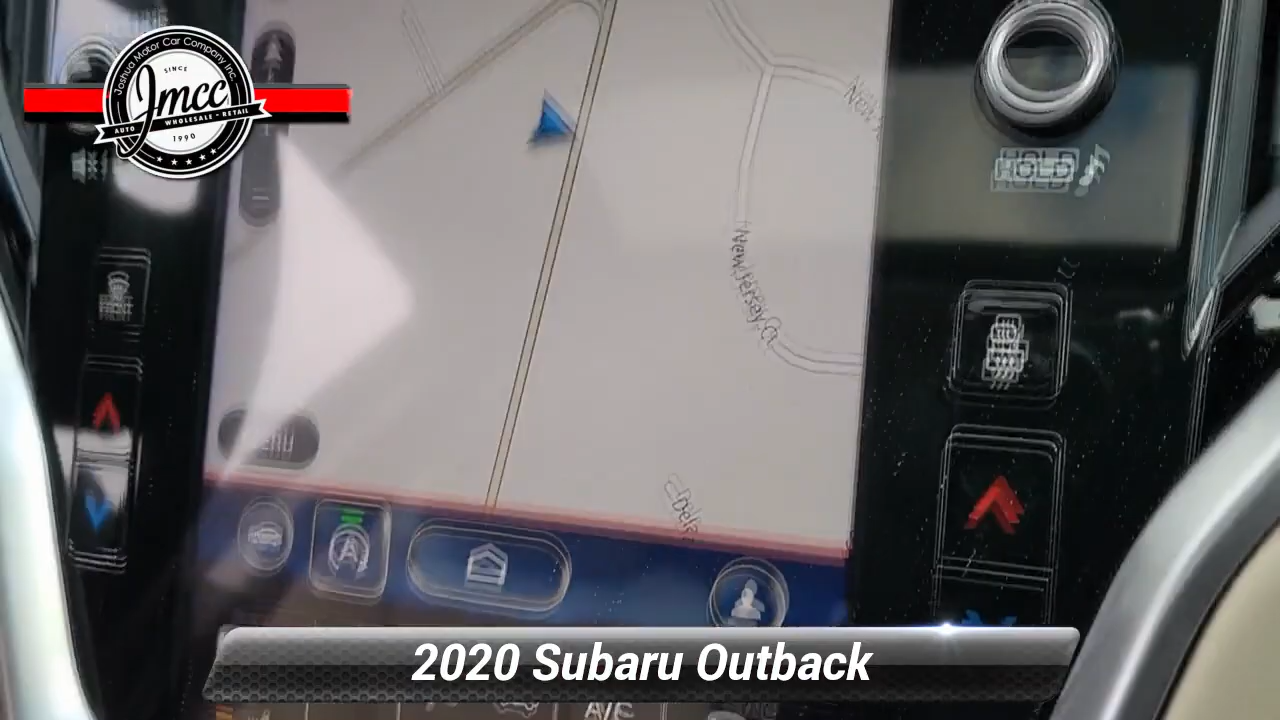 Joshua Motor Car Company Inc.
SINCE
Jmcc
AUTO WHOLESALE - RETAIL
1990
HOLD
New Jersey Ct
Dela
FRONT
2020 Subaru Outback
A/C